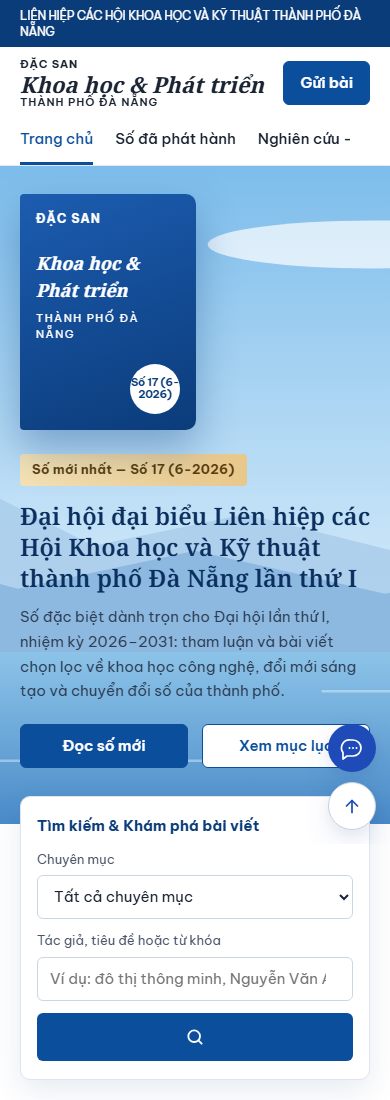 LIÊN HIỆP CÁC HỘI KHOA HỌC VÀ KỸ THUẬT THÀNH PHỐ ĐÀ
NẴNG
ĐẶC SAN
Khoa học & Phát triển
THÀNH PHỐ ĐÀ NẴNG
Gửi bài
Trang chủ
Số đã phát hành
Nghiên cứu -
ĐẶC SAN
Khoa học &
Phát triển
THÀNH PHỐ ĐÀ
NẴNG
Số 17 (6-
2026)
Số mới nhất — Số 17 (6-2026)
Đại hội đại biểu Liên hiệp các
Hội Khoa học và Kỹ thuật
thành phố Đà Nẵng lần thứ I
Số đặc biệt dành trọn cho Đại hội lần thứ I,
nhiệm kỳ 2026–2031: tham luận và bài viết
chọn lọc về khoa học công nghệ, đổi mới sáng
tạo và chuyển đổi số của thành phố.
Đọc số mới
Xem mục lục
Tìm kiếm & Khám phá bài viết
Chuyên mục
Tất cả chuyên mục
Tác giả, tiêu đề hoặc từ khóa
Ví dụ: đô thị thông minh, Nguyễn Văn